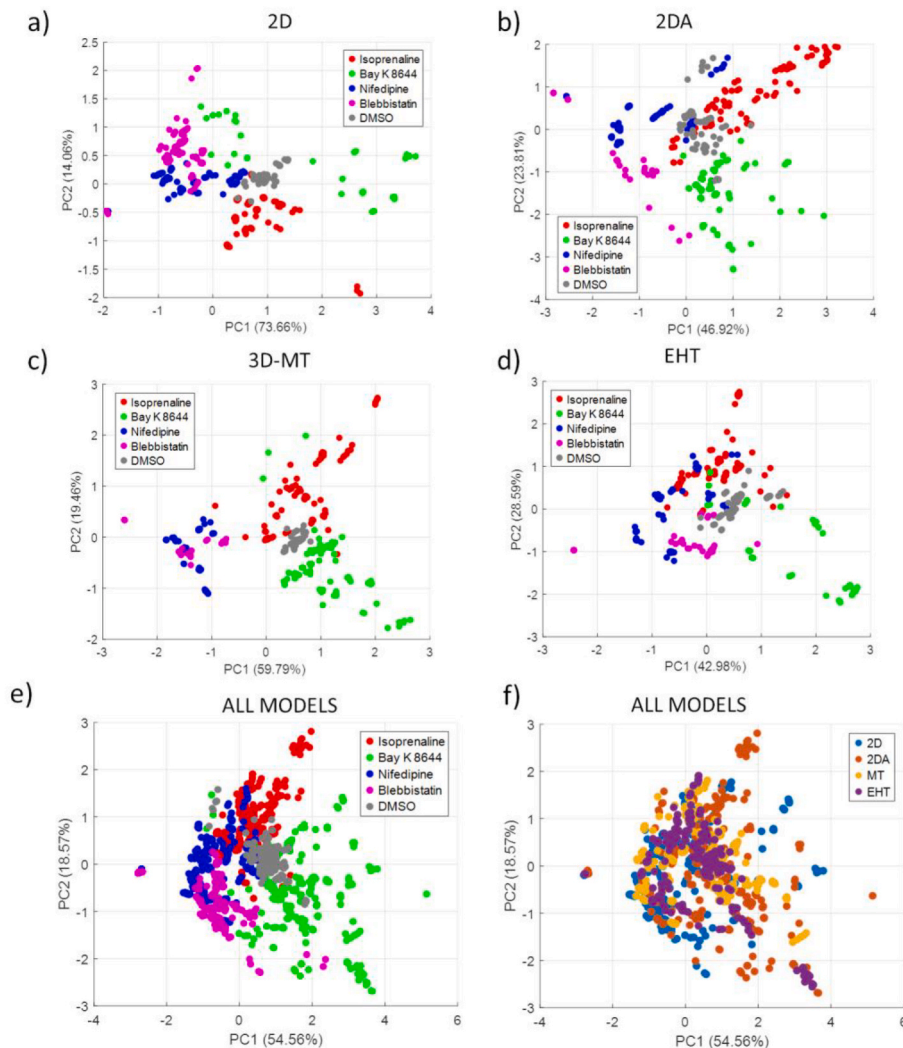 a)
2D
2.5
2
1.5
1
0.5
0
-0.5
-1
-1.5
-2
PC2 (14.06%)
Isoprenaline
Bay K 8644
Nifedipine
Blebbistatin
DMSO
-2
-1
0
1
2
3
4
PC1 (73.66%)
b)
2DA
2
1
0
-1
-2
-3
-4
PC2 (23.81%)
Isoprenaline
Bay K 8644
Nifedipine
Blebbistatin
DMSO
-3
-2
-1
0
1
2
3
4
PC1 (46.92%)
c)
3D-MT
3
2
1
0
-1
-2
PC2 (19.46%)
Isoprenaline
Bay K 8644
Nifedipine
Blebbistatin
DMSO
-3
-2
-1
0
1
2
3
PC1 (59.79%)
d)
EHT
3
2
1
0
-1
-2
-3
PC2 (28.59%)
Isoprenaline
Bay K 8644
Nifedipine
Blebbistatin
DMSO
-3
-2
-1
0
1
2
3
PC1 (42.98%)
e)
ALL MODELS
3
2
1
0
-1
-2
-3
PC2 (18.57%)
Isoprenaline
Bay K 8644
Nifedipine
Blebbistatin
DMSO
-4
-2
0
2
4
6
PC1 (54.56%)
f)
ALL MODELS
3
2
1
0
-1
-2
-3
PC2 (18.57%)
2D
2DA
MT
EHT
-4
-2
0
2
4
6
PC1 (54.56%)